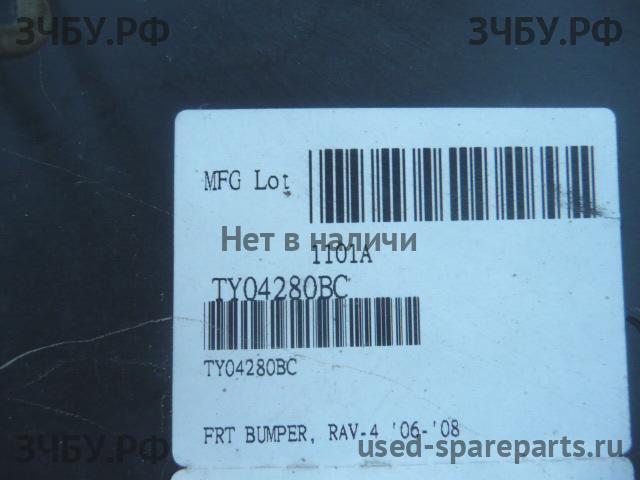 ЗЧБУ.РФ ЗЧБУ.РФ
MFG Lot
Нет в наличи
1101A
TY04280BC
TY04280BC
FRT BUMPER, RAV-4 '06-'08
ЗЧБУ.РФ
used-spareparts.ru